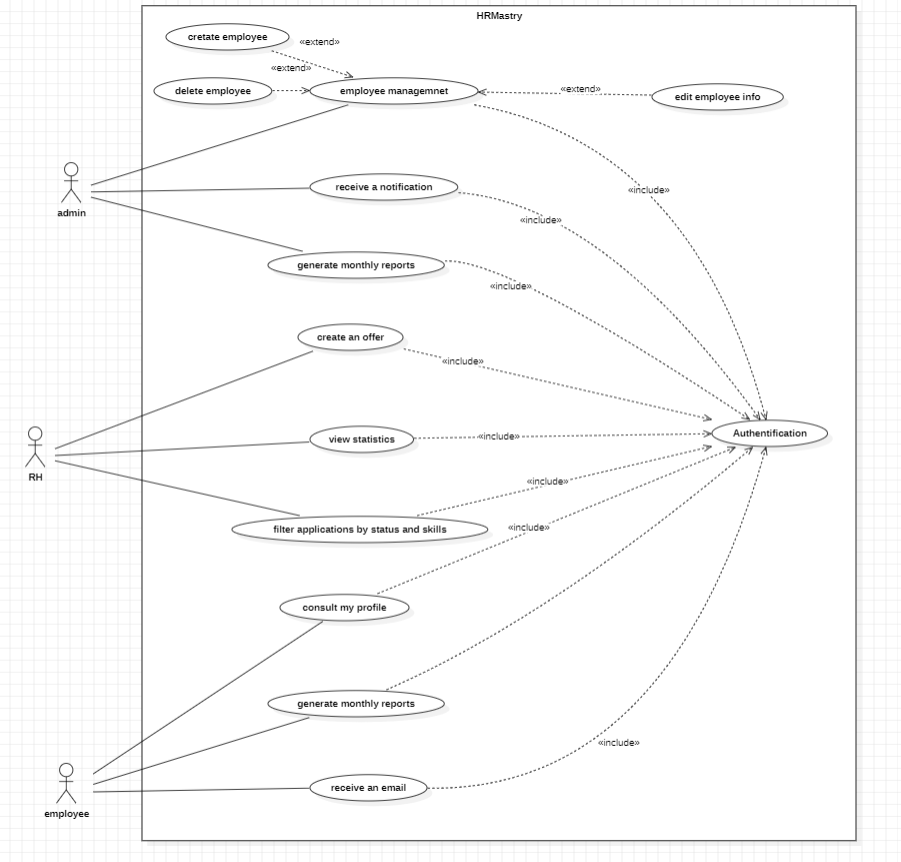 HRMastry
cretate employee
«extend»
«extend»
delete employee
employee managemnet
«extend»
edit employee info
admin
receive a notification
«include»
«include»
generate monthly reports
«include»
create an offer
«include»
RH
view statistics
«include»
Authentification
«include»
filter applications by status and skills
«include»
consult my profile
generate monthly reports
«include»
employee
receive an email